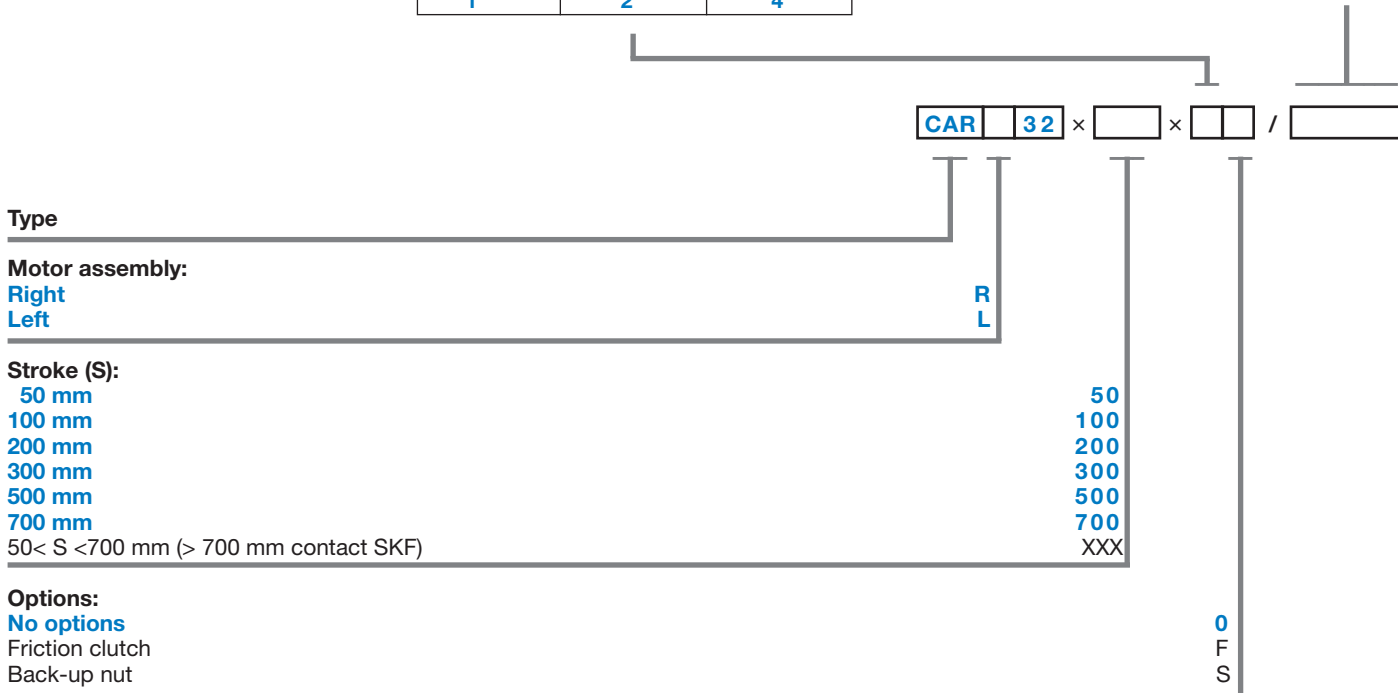 1 2 4
CAR 32 × × /
Type
Motor assembly:
Right R
Left L
Stroke (S):
50 mm 50
100 mm 100
200 mm 200
300 mm 300
500 mm 500
700 mm 700
50< S <700 mm (> 700 mm contact SKF) XXX
Options:
No options 0
Friction clutch F
Back-up nut S